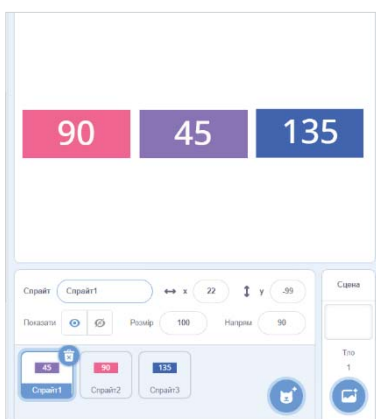 90 45 135
Спрайт Спрайт1 x 22 y -99
Показати Розмір 100 Напрям 90
Сцена
45 90 135
Спрайт1 Спрайт2 Спрайт3
Тло
1